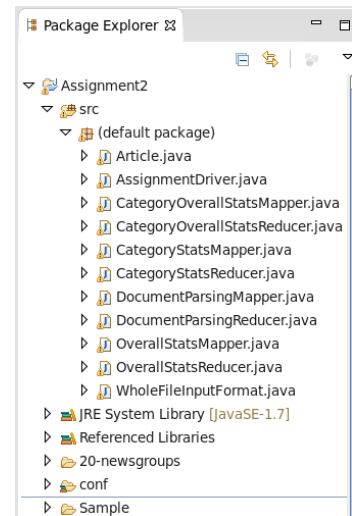 Package Explorer
Assignment2
src
(default package)
Article.java
AssignmentDriver.java
CategoryOverallStatsMapper.java
CategoryOverallStatsReducer.java
CategoryStatsMapper.java
CategoryStatsReducer.java
DocumentParsingMapper.java
DocumentParsingReducer.java
OverallStatsMapper.java
OverallStatsReducer.java
WholeFileInputFormat.java
JRE System Library [JavaSE-1.7]
Referenced Libraries
20-newsgroups
conf
Sample